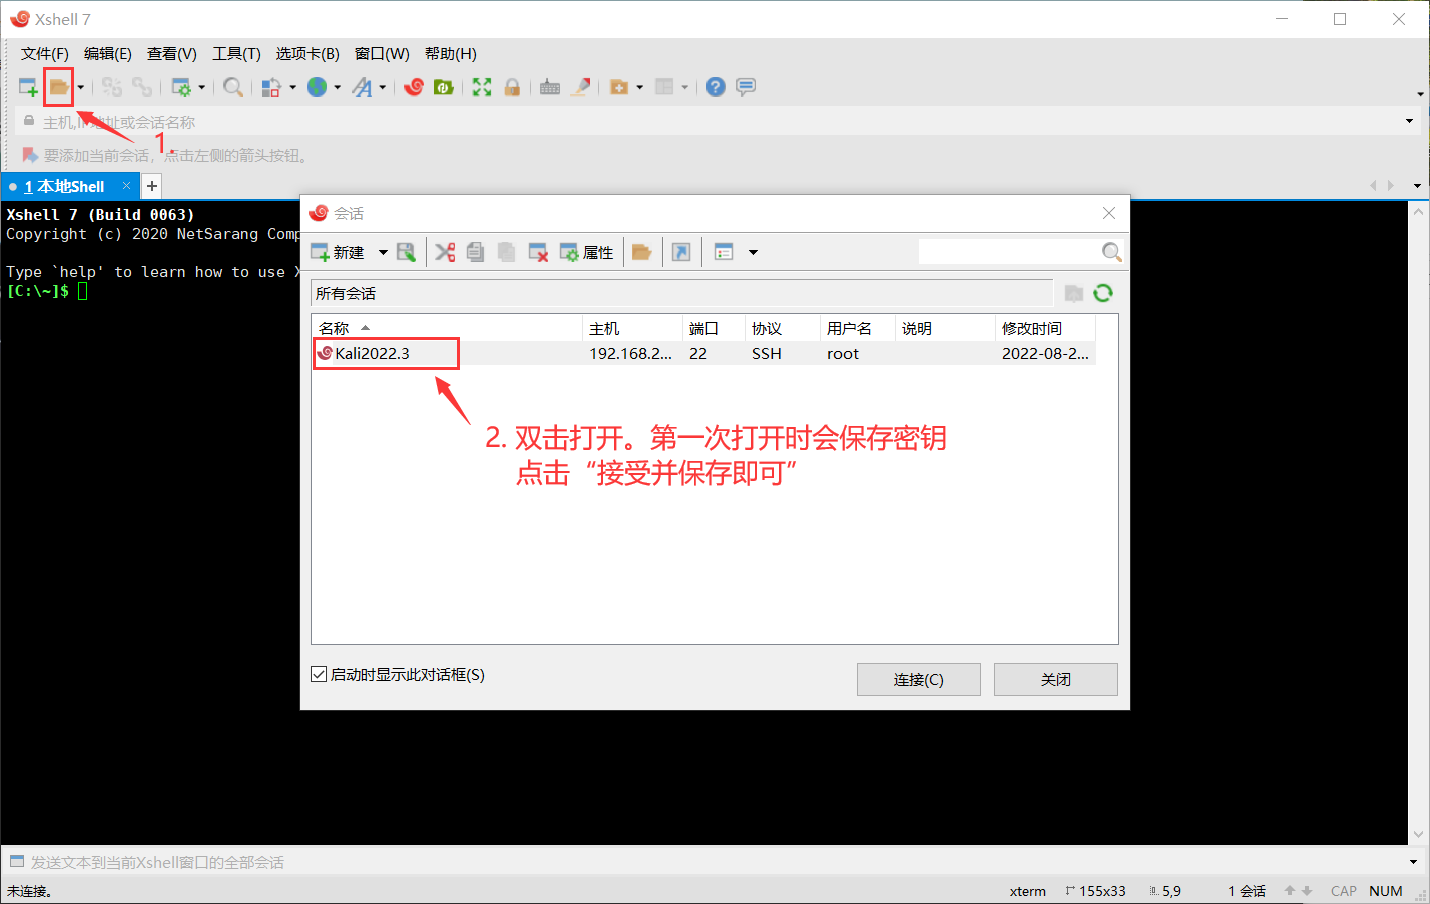 Xshell 7
文件(F) 编辑(E) 查看(V) 工具(T) 选项卡(B) 窗口(W) 帮助(H)
主机,IP地址或会话名称
1.
要添加当前会话，点击左侧的箭头按钮。
1 本地Shell
Xshell 7 (Build 0063)
Copyright (c) 2020 NetSarang Comp
Type `help' to learn how to use X
[C:\~]$
会话
新建 属性
所有会话
名称 主机 端口 协议 用户名 说明 修改时间
Kali2022.3 192.168.2... 22 SSH root 2022-08-2...
2. 双击打开。第一次打开时会保存密钥
点击“接受并保存即可”
启动时显示此对话框(S)
连接(C) 关闭
发送文本到当前Xshell窗口的全部会话
未连接。 xterm 155x33 5,9 1 会话 CAP NUM